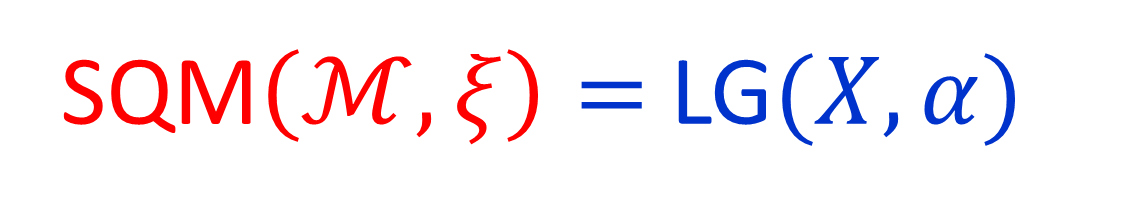 SQM(ℳ, ξ) = LG(X, α)